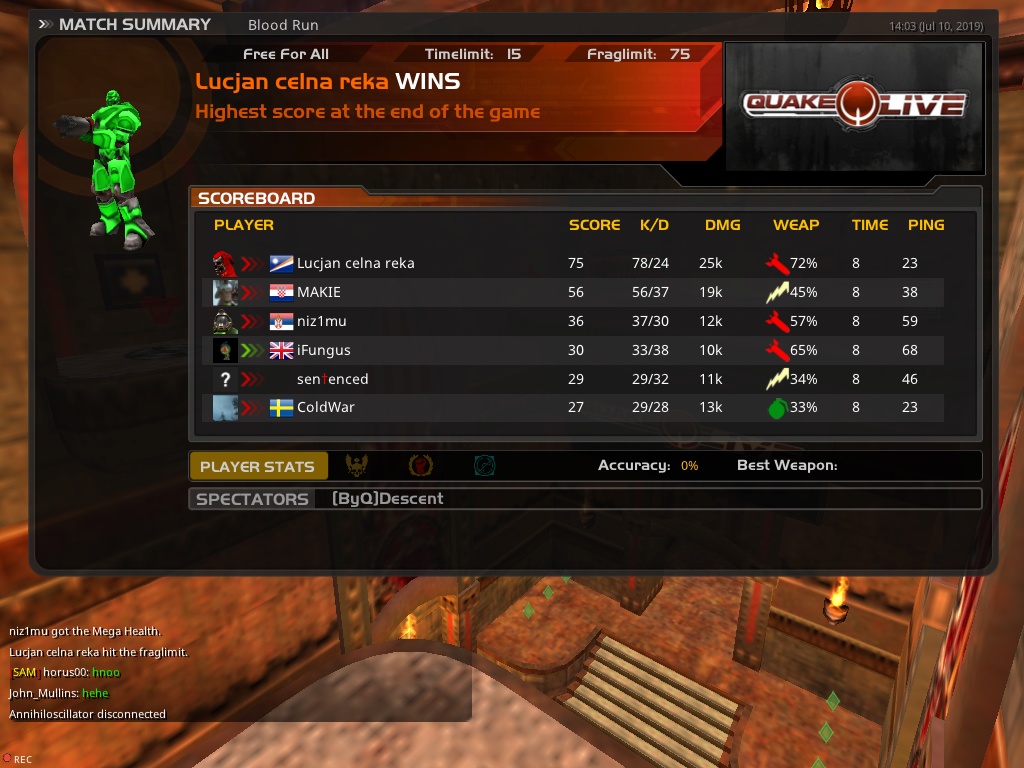 MATCH SUMMARY Blood Run 14:03 (Jul 10, 2019)
Free For All Timelimit: 15 Fraglimit: 75
Lucjan celna reka WINS
Highest score at the end of the game
QUAKE LIVE
SCOREBOARD
PLAYER SCORE K/D DMG WEAP TIME PING
Lucjan celna reka 75 78/24 25k 72% 8 23
MAKIE 56 56/37 19k 45% 8 38
niz1mu 36 37/30 12k 57% 8 59
iFungus 30 33/38 10k 65% 8 68
? sen†enced 29 29/32 11k 34% 8 46
ColdWar 27 29/28 13k 33% 8 23
PLAYER STATS Accuracy: 0% Best Weapon:
SPECTATORS [ByQ]Descent
niz1mu got the Mega Health.
Lucjan celna reka hit the fraglimit.
SAM horus00: hnoo
John_Mullins: hehe
Annihiloscillator disconnected
REC